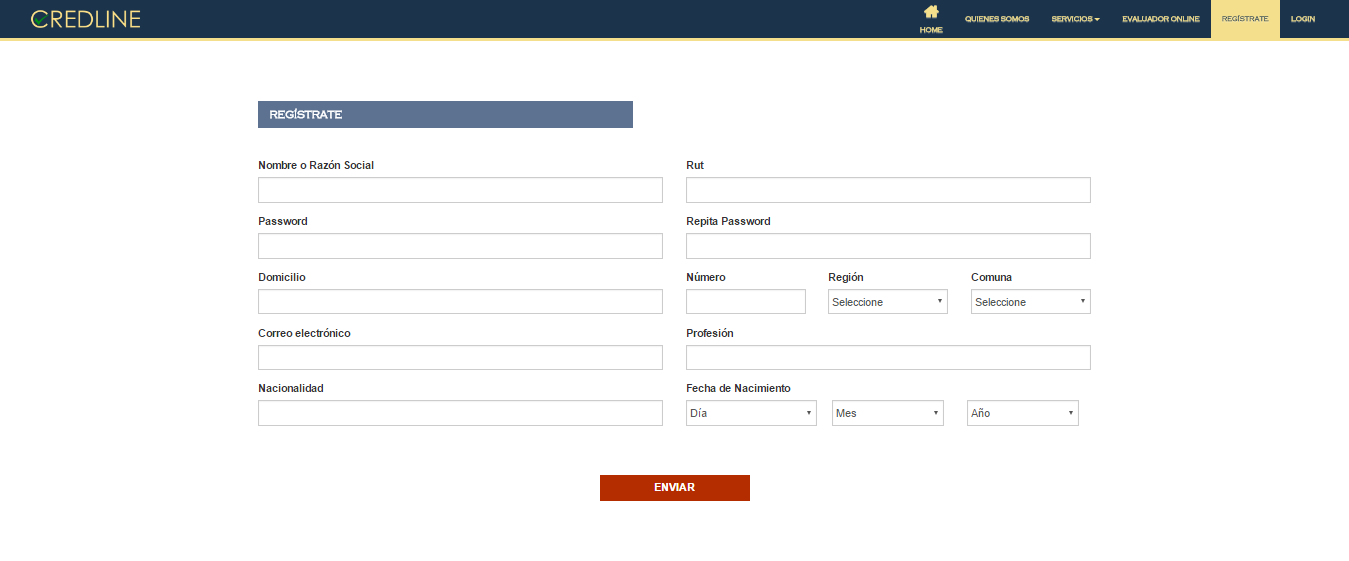 CREDLINE
HOME
QUIENES SOMOS
SERVICIOS
EVALUADOR ONLINE
REGÍSTRATE
LOGIN
REGÍSTRATE
Nombre o Razón Social
Rut
Password
Repita Password
Domicilio
Número
Región
Comuna
Seleccione
Seleccione
Correo electrónico
Profesión
Nacionalidad
Fecha de Nacimiento
Día
Mes
Año
ENVIAR